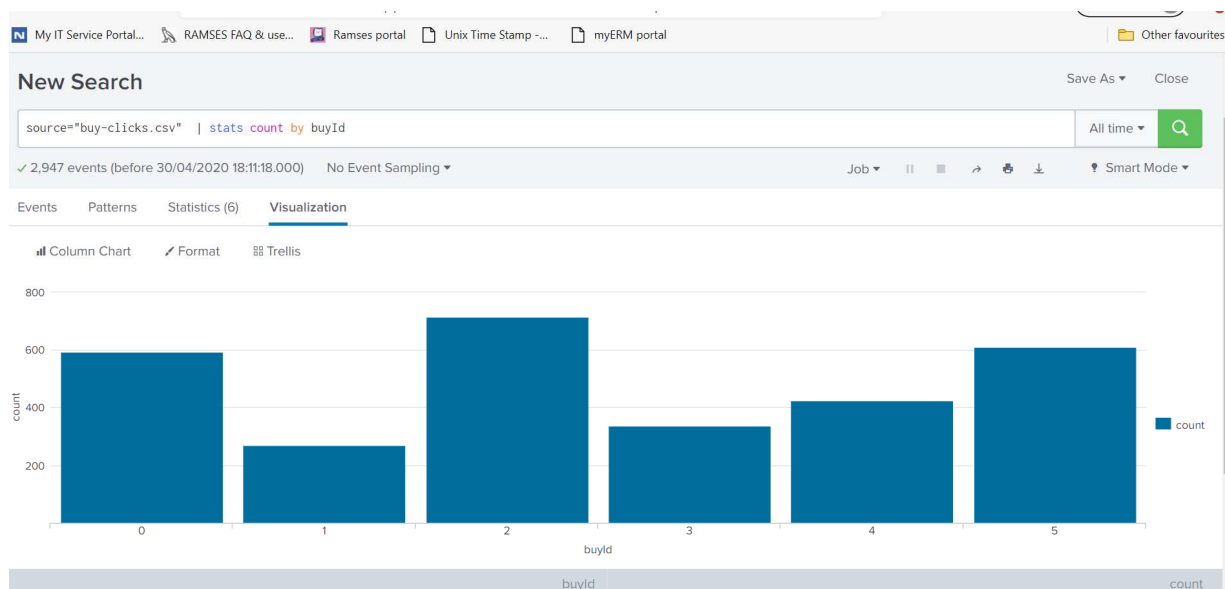 My IT Service Portal... RAMSES FAQ & use... Ramses portal Unix Time Stamp -... myERM portal Other favourites
New Search Save As Close
source="buy-clicks.csv" | stats count by buyId All time
2,947 events (before 30/04/2020 18:11:18.000) No Event Sampling Job Smart Mode
Events Patterns Statistics (6) Visualization
Column Chart Format Trellis
800
600
400
200
count
count
0 1 2 3 4 5
buyId
buyId count